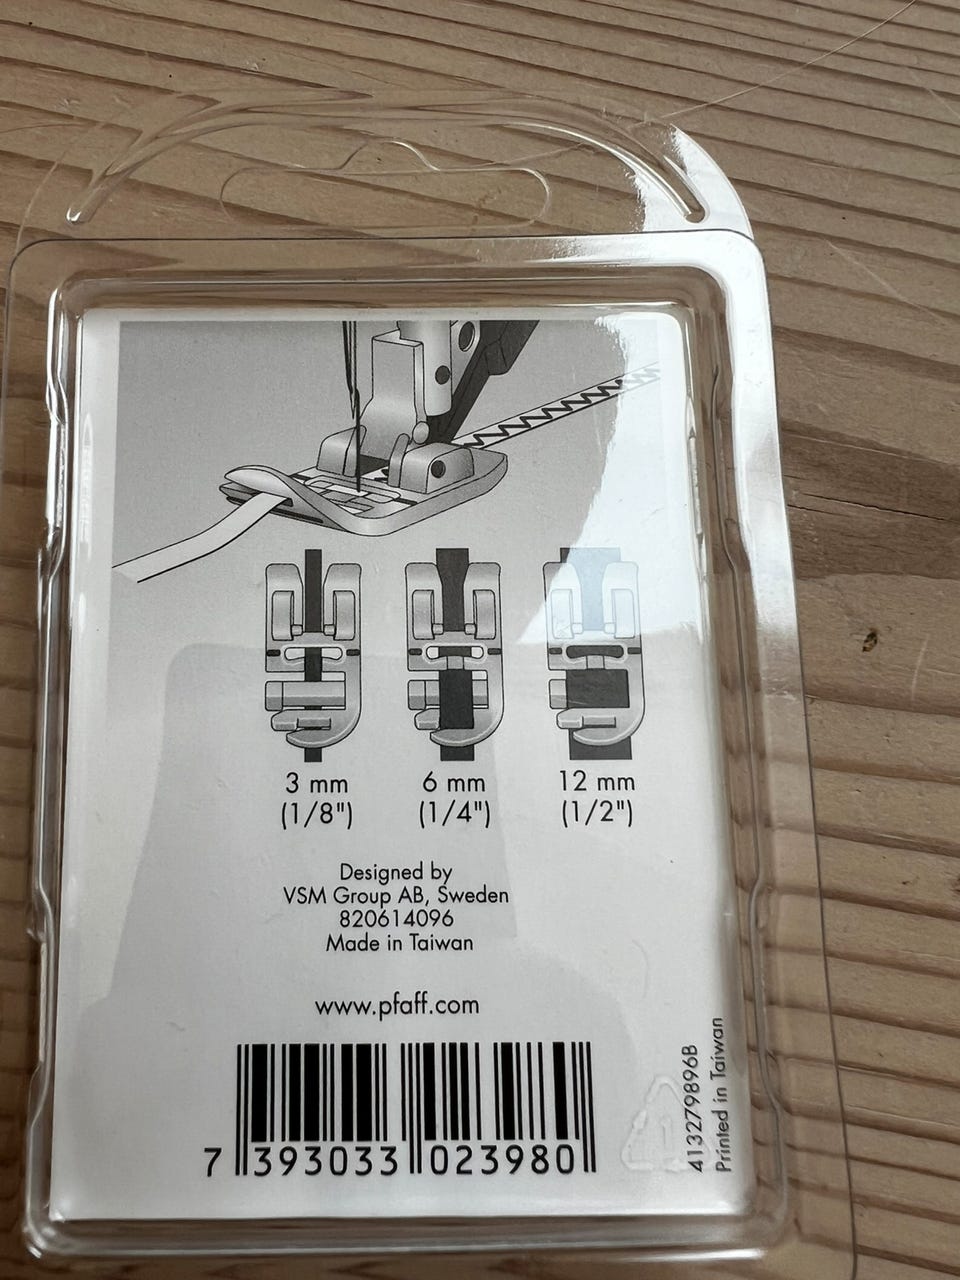 3 mm
(1/8")
6 mm
(1/4")
12 mm
(1/2")
Designed by
VSM Group AB, Sweden
820614096
Made in Taiwan
www.pfaff.com
7 393033 023980
413279896B
Printed in Taiwan